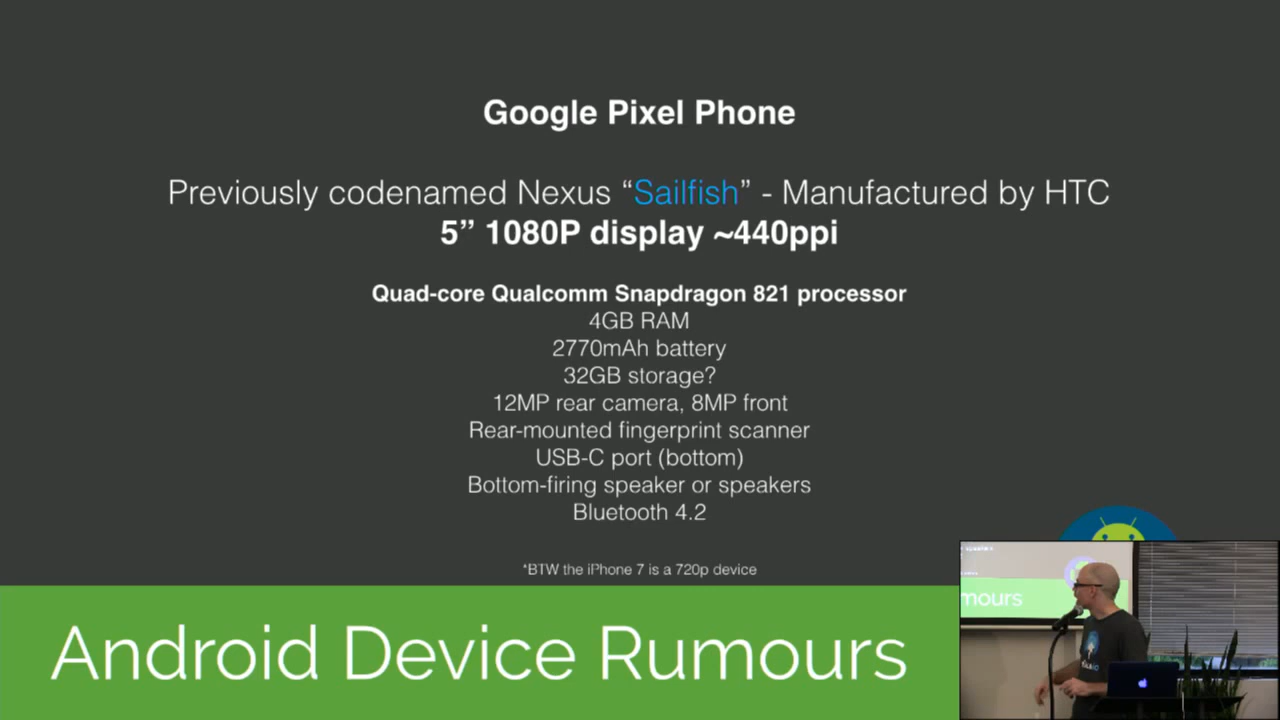 Google Pixel Phone
Previously codenamed Nexus “Sailfish” - Manufactured by HTC
5” 1080P display ~440ppi
Quad-core Qualcomm Snapdragon 821 processor
4GB RAM
2770mAh battery
32GB storage?
12MP rear camera, 8MP front
Rear-mounted fingerprint scanner
USB-C port (bottom)
Bottom-firing speaker or speakers
Bluetooth 4.2
*BTW the iPhone 7 is a 720p device
Android Device Rumours
mours